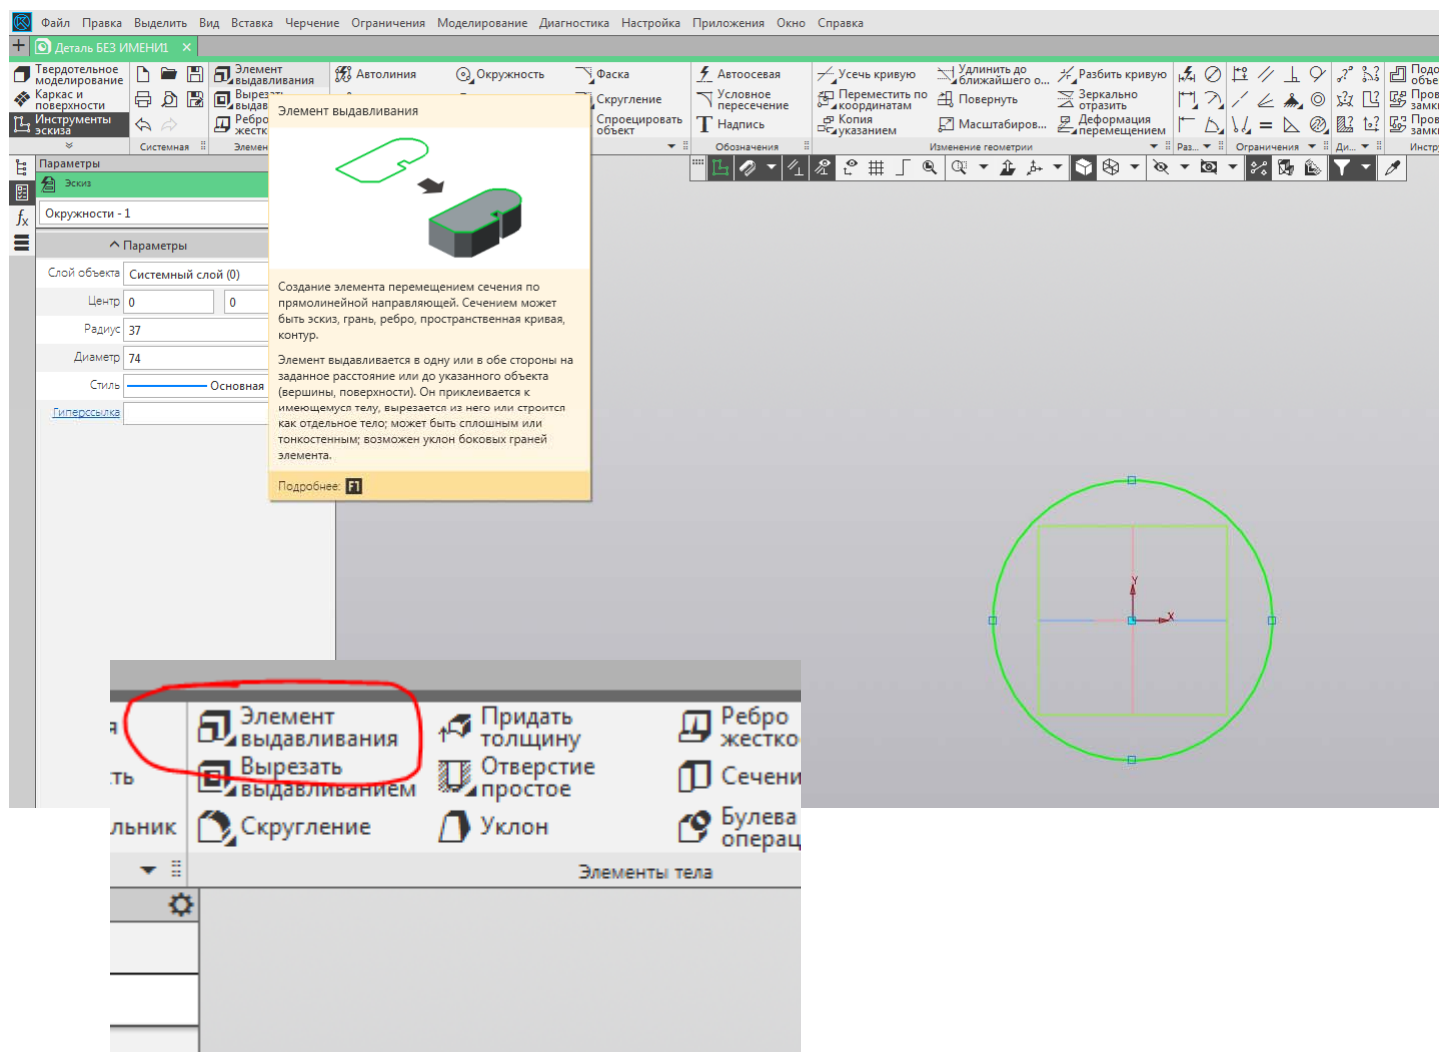 Файл Правка Выделить Вид Вставка Черчение Ограничения Моделирование Диагностика Настройка Приложения Окно Справка
+ Деталь БЕЗ ИМЕНИ1 ×
Твердотельное моделирование
Каркас и поверхности
Инструменты эскиза
Системная
Элемент выдавливания
Автолиния
Окружность
Фаска
Скругление
Спроецировать объект
Автоосевая
Условное пересечение
Надпись
Обозначения
Усечь кривую
Удлинить до ближайшего о...
Разбить кривую
Переместить по координатам
Повернуть
Зеркально отразить
Копия указанием
Масштабиров...
Деформация перемещением
Изменение геометрии
Раз...
Ограничения
Ди...
Параметры
Эскиз
Окружности - 1
Параметры
Слой объекта Системный слой (0)
Центр 0 0
Радиус 37
Диаметр 74
Стиль Основная
Гиперссылка
Элемент выдавливания
Создание элемента перемещением сечения по
прямолинейной направляющей. Сечением может
быть эскиз, грань, ребро, пространственная кривая,
контур.
Элемент выдавливается в одну или в обе стороны на
заданное расстояние или до указанного объекта
(вершины, поверхности). Он приклеивается к
имеющемуся телу, вырезается из него или строится
как отдельное тело; может быть сплошным или
тонкостенным; возможен уклон боковых граней
элемента.
Подробнее: F1
Y
X
Элемент
выдавливания
Придать
толщину
Ребро
жестко
Вырезать
выдавливанием
Отверстие
простое
Сечени
льник
Скругление
Уклон
Булева
операц
Элементы тела